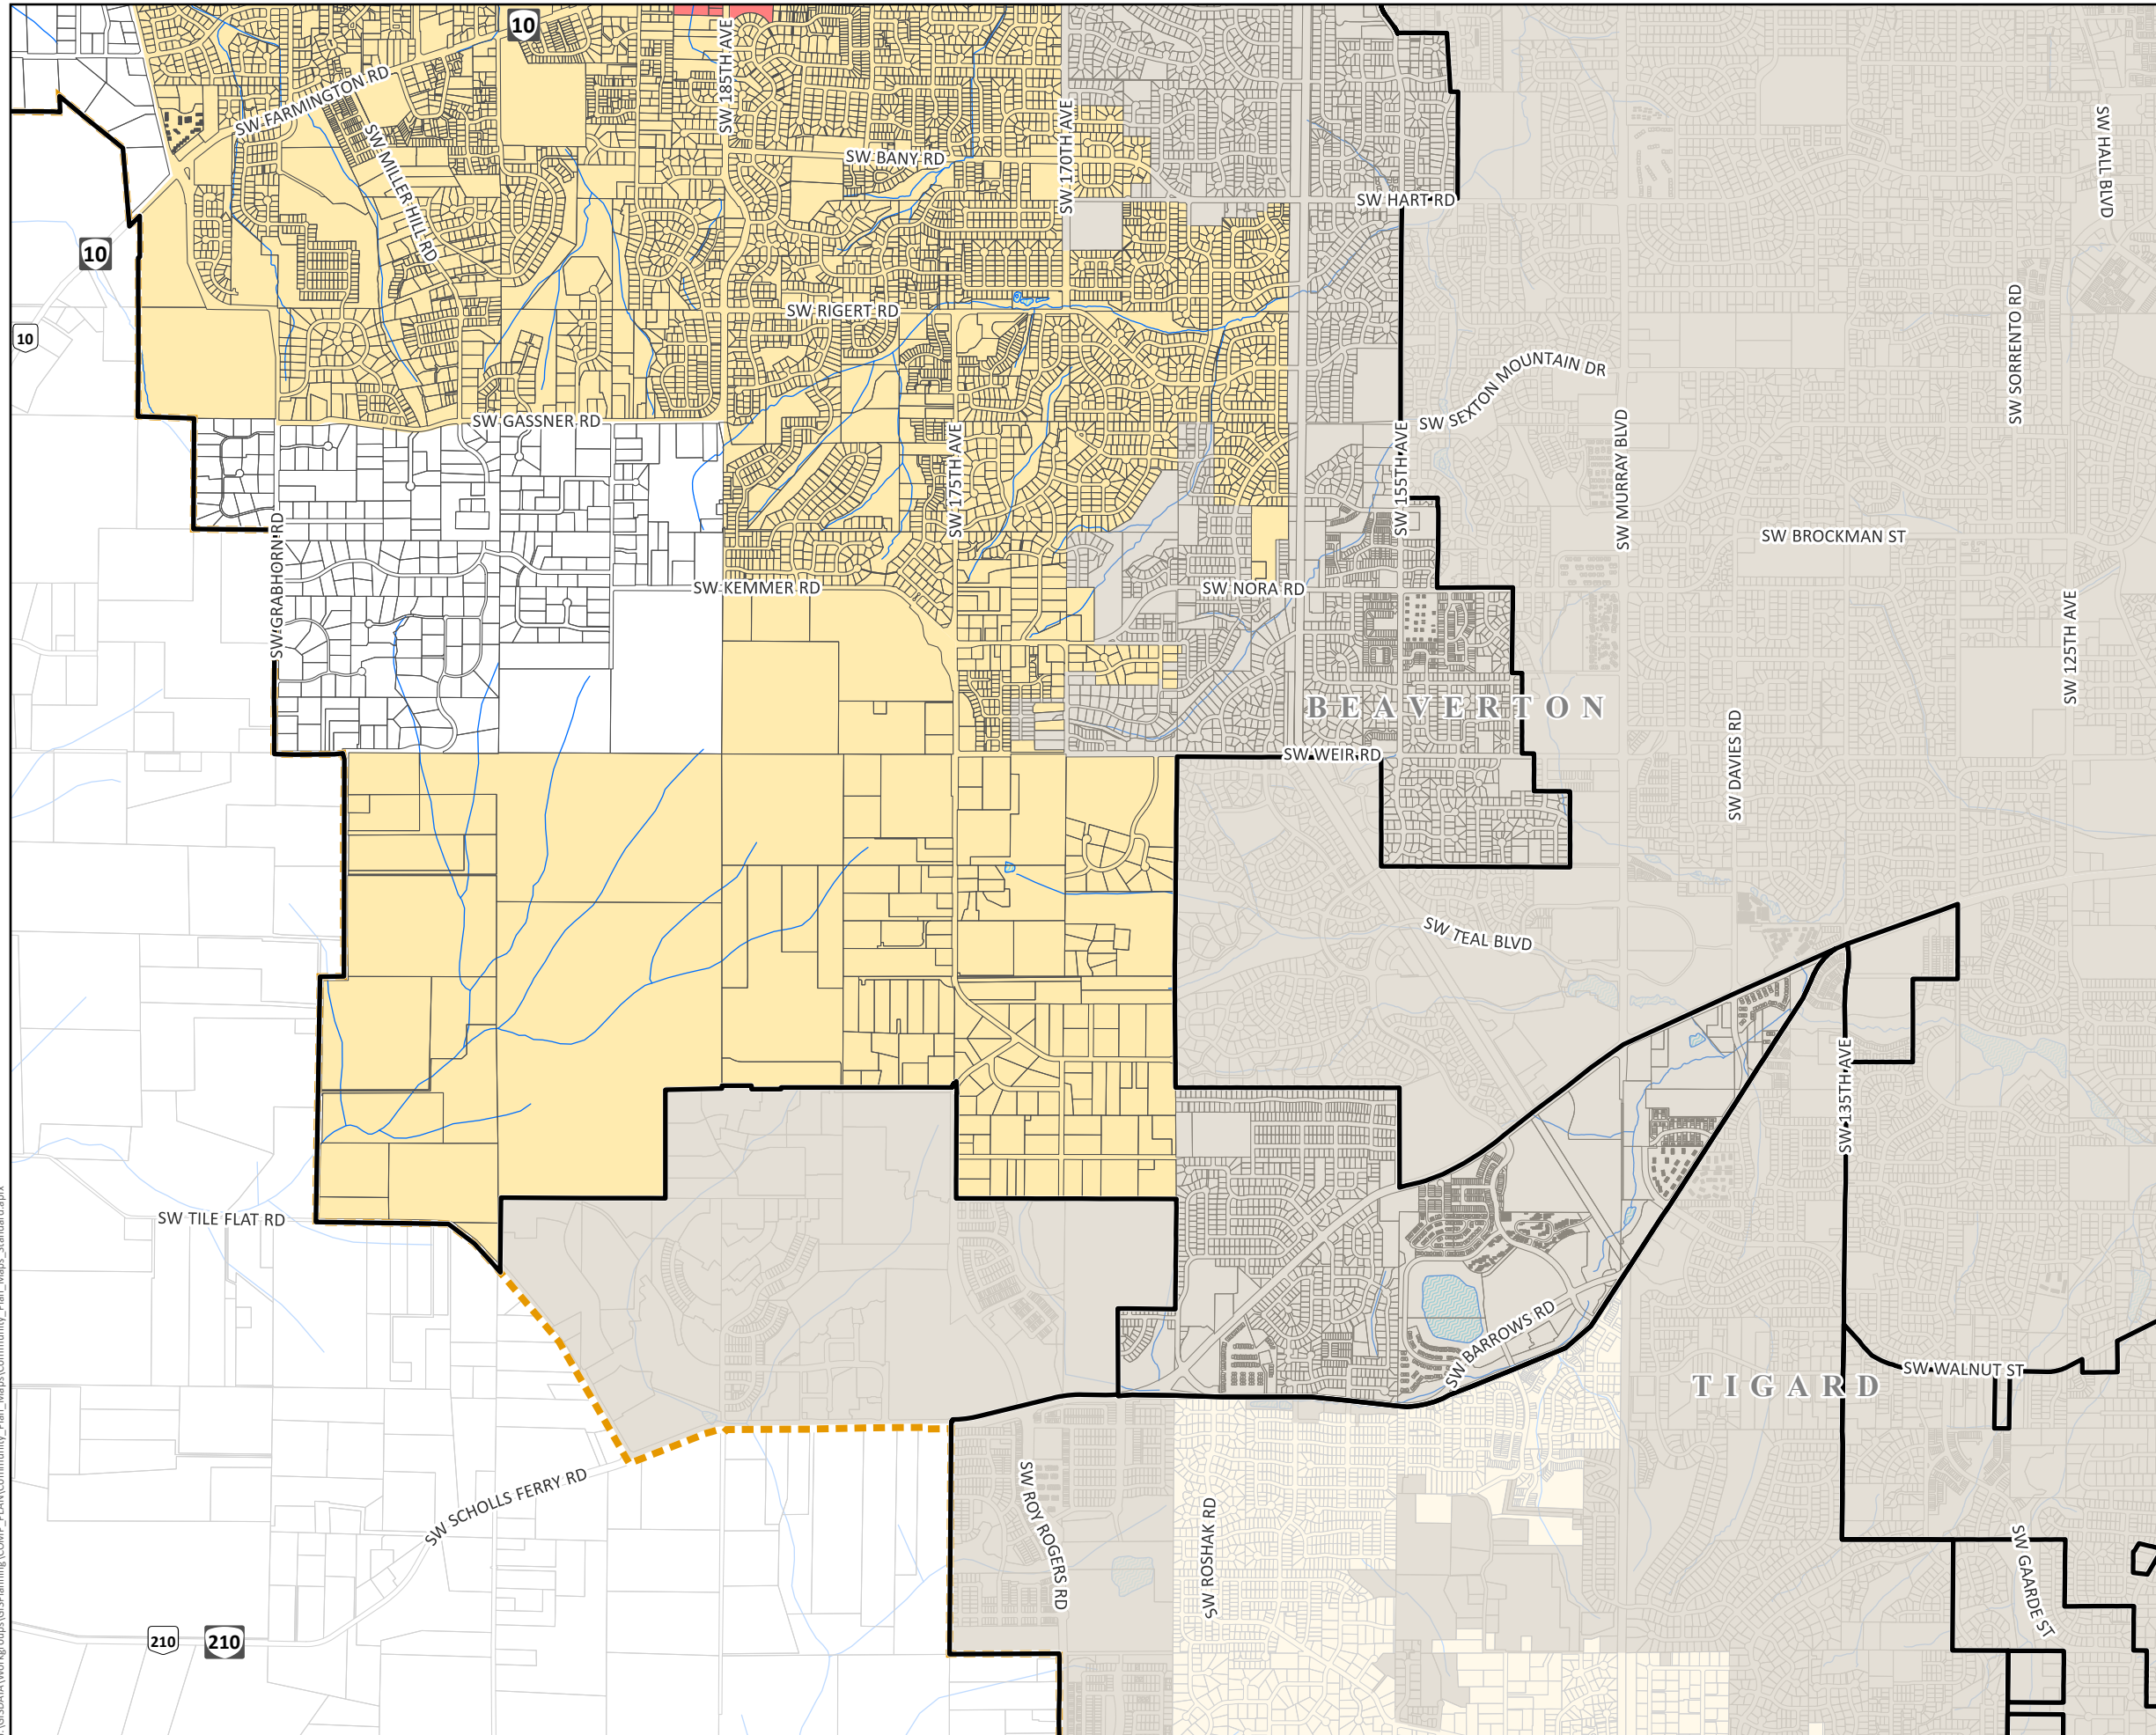 10
SW 185TH AVE
SW FARMINGTON RD
SW MILLER HILL RD
SW BANY RD
SW 170TH AVE
SW HART RD
SW HALL BLVD
10
10
SW RIGERT RD
SW SORRENTO RD
SW SEXTON MOUNTAIN DR
SW GASSNER RD
SW 175TH AVE
SW 155TH AVE
SW MURRAY BLVD
SW BROCKMAN ST
SW GRABHORN RD
SW KEMMER RD
SW NORA RD
SW 125TH AVE
BEAVERTON
SW WEIR RD
SW DAVIES RD
SW TEAL BLVD
SW 135TH AVE
SW TILE FLAT RD
SW BARROWS RD
SW WALNUT ST
TIGARD
SW SCHOLLS FERRY RD
SW ROY ROGERS RD
SW ROSHAK RD
SW GAARDE ST
210
210